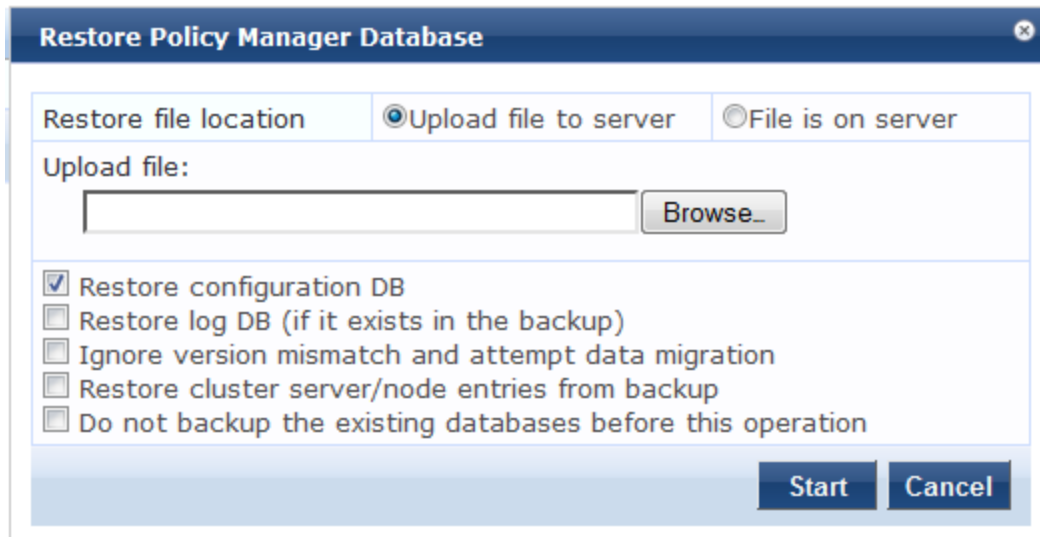 Restore Policy Manager Database
Restore file location Upload file to server File is on server
Upload file:
Browse...
Restore configuration DB
Restore log DB (if it exists in the backup)
Ignore version mismatch and attempt data migration
Restore cluster server/node entries from backup
Do not backup the existing databases before this operation
Start Cancel